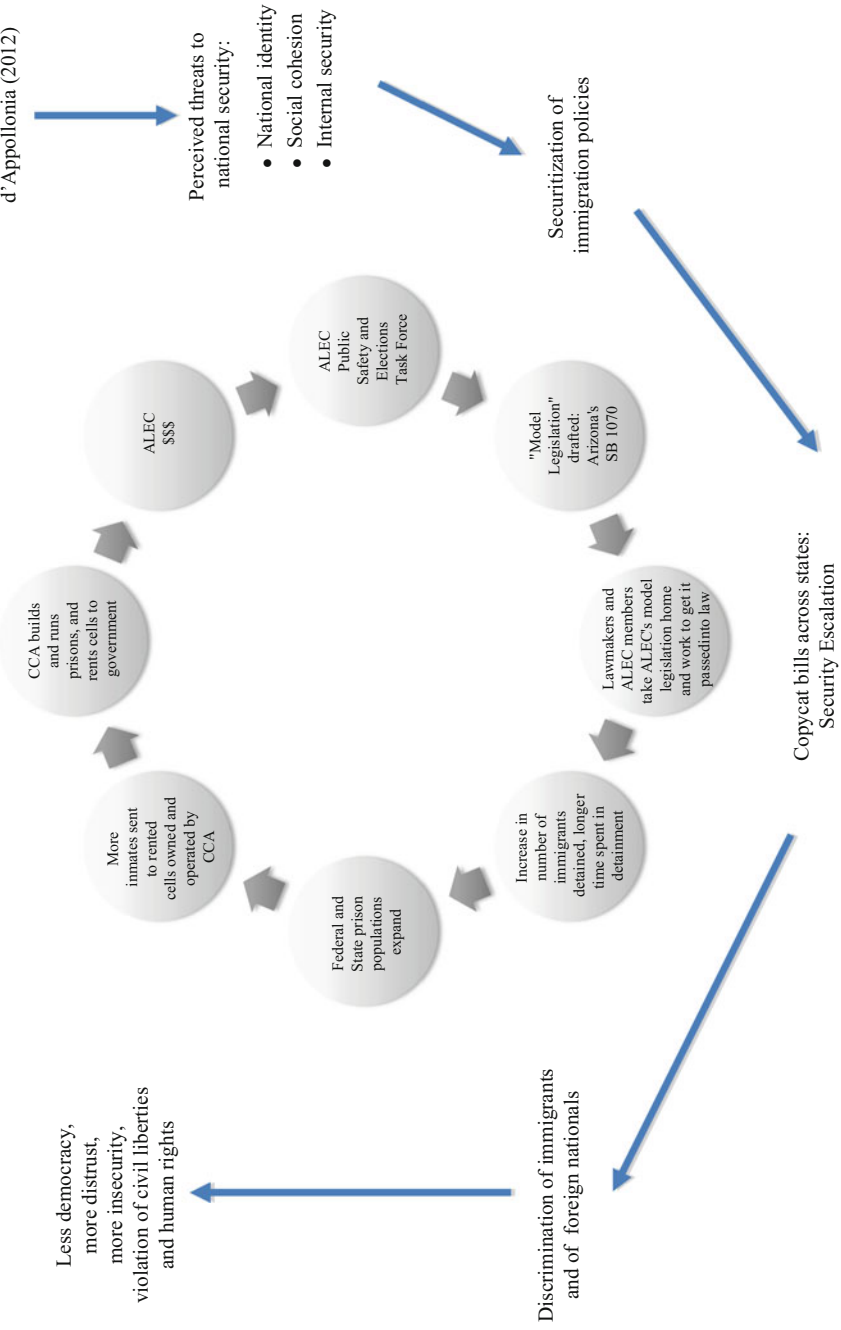 d'Appollonia (2012)
Perceived threats to
national security:
• National identity
• Social cohesion
• Internal security
Securitization of
immigration policies
Copycat bills across states:
Security Escalation
Discrimination of immigrants
and of foreign nationals
Less democracy,
more distrust,
more insecurity,
violation of civil liberties
and human rights
CCA builds
and runs
prisons, and
rents cells to
government
ALEC
$$$
ALEC
Public
Safety and
Elections
Task Force
"Model
Legislation"
drafted:
Arizona's
SB 1070
Lawmakers and
ALEC members
take ALEC's model
legislation home
and work to get it
passedinto law
Increase in
number of
immigrants
detained, longer
time spent in
detainment
Federal and
State prison
populations
expand
More
inmates sent
to rented
cells owned and
operated by
CCA